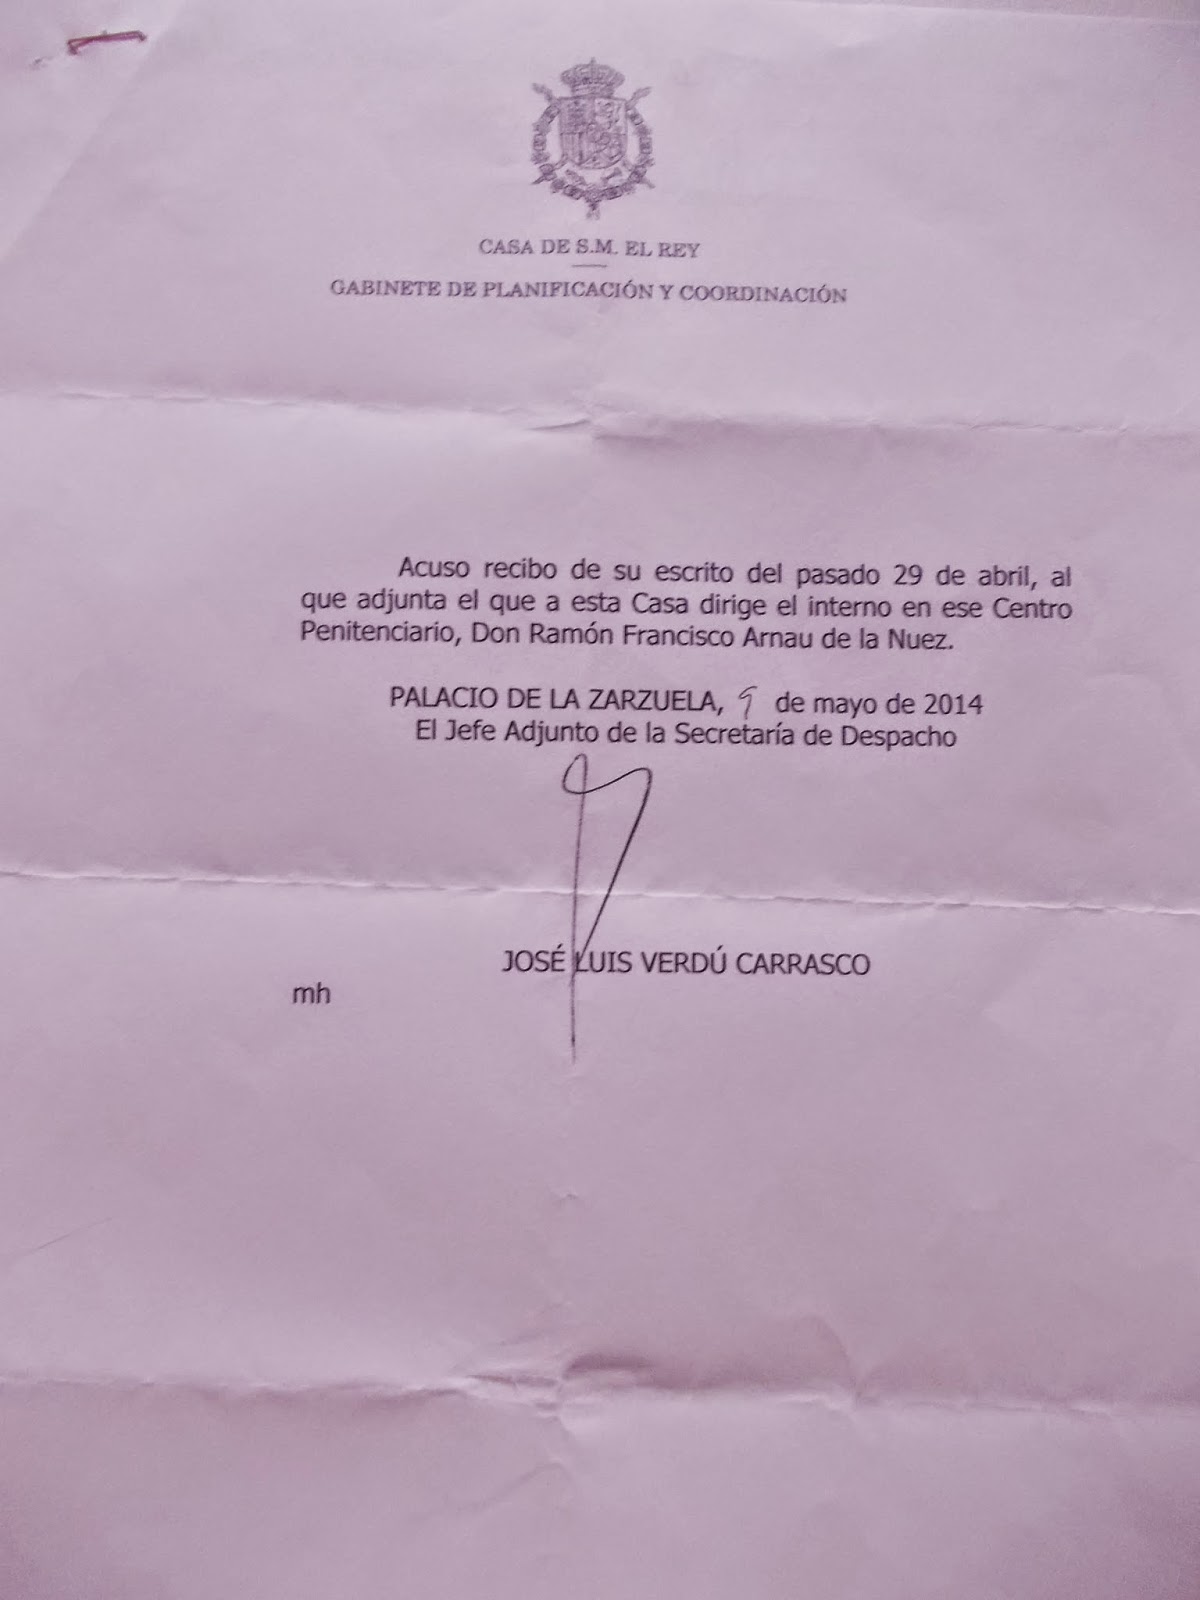 CASA DE S.M. EL REY
GABINETE DE PLANIFICACIÓN Y COORDINACIÓN
Acuso recibo de su escrito del pasado 29 de abril, al
que adjunta el que a esta Casa dirige el interno en ese Centro
Penitenciario, Don Ramón Francisco Arnau de la Nuez.
PALACIO DE LA ZARZUELA, 9 de mayo de 2014
El Jefe Adjunto de la Secretaría de Despacho
JOSÉ LUIS VERDÚ CARRASCO
mh